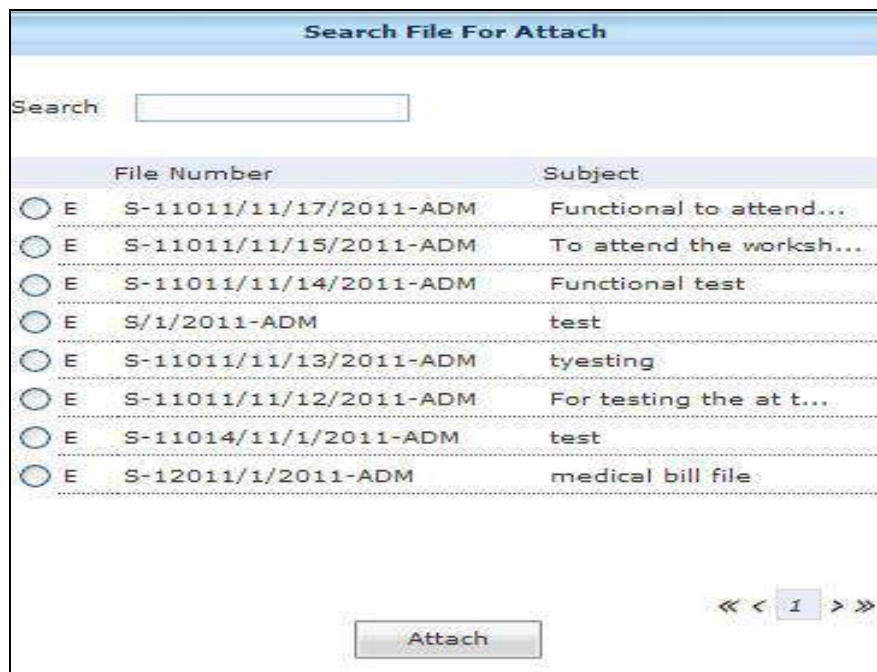 Search File For Attach
Search
File Number Subject
E S-11011/11/17/2011-ADM Functional to attend...
E S-11011/11/15/2011-ADM To attend the worksh...
E S-11011/11/14/2011-ADM Functional test
E S/1/2011-ADM test
E S-11011/11/13/2011-ADM tyesting
E S-11011/11/12/2011-ADM For testing the at t...
E S-11014/11/1/2011-ADM test
E S-12011/1/2011-ADM medical bill file
« < 1 > »
Attach